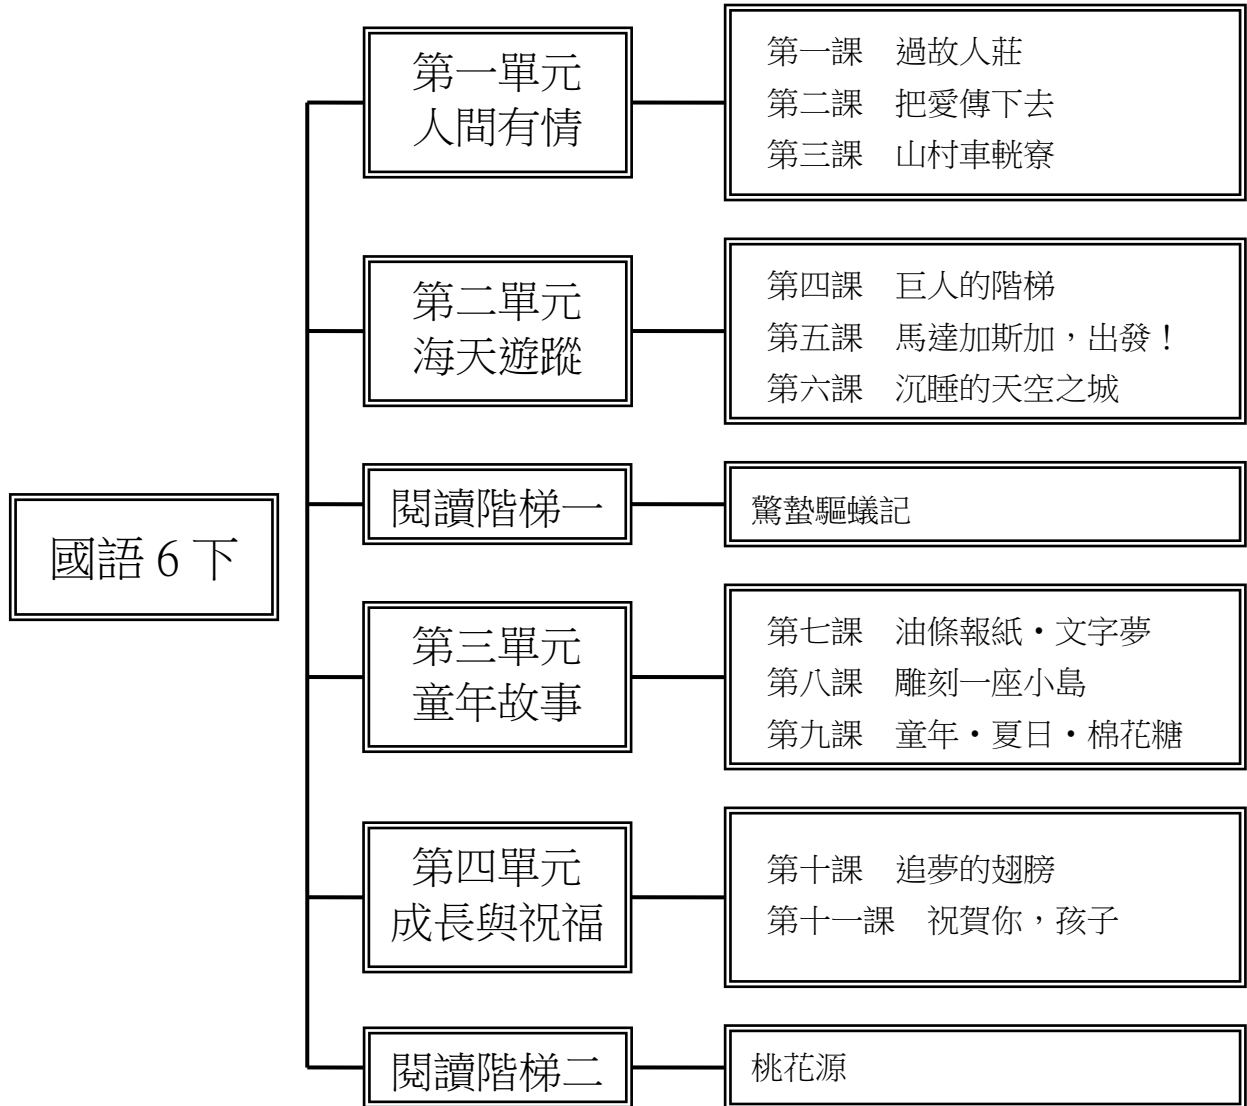 國語 6 下
第一單元
人間有情
第一課　過故人莊
第二課　把愛傳下去
第三課　山村車輄寮
第二單元
海天遊蹤
第四課　巨人的階梯
第五課　馬達加斯加，出發！
第六課　沉睡的天空之城
閱讀階梯一
驚蟄驅蟻記
第三單元
童年故事
第七課　油條報紙・文字夢
第八課　雕刻一座小島
第九課　童年・夏日・棉花糖
第四單元
成長與祝福
第十課　追夢的翅膀
第十一課　祝賀你，孩子
閱讀階梯二
桃花源